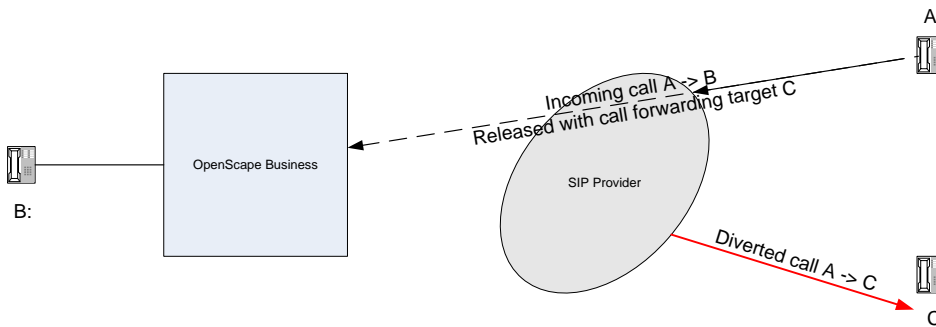 A
Incoming call A -> B
Released with call forwarding target C
OpenScape Business
SIP Provider
B:
Diverted call A -> C
C